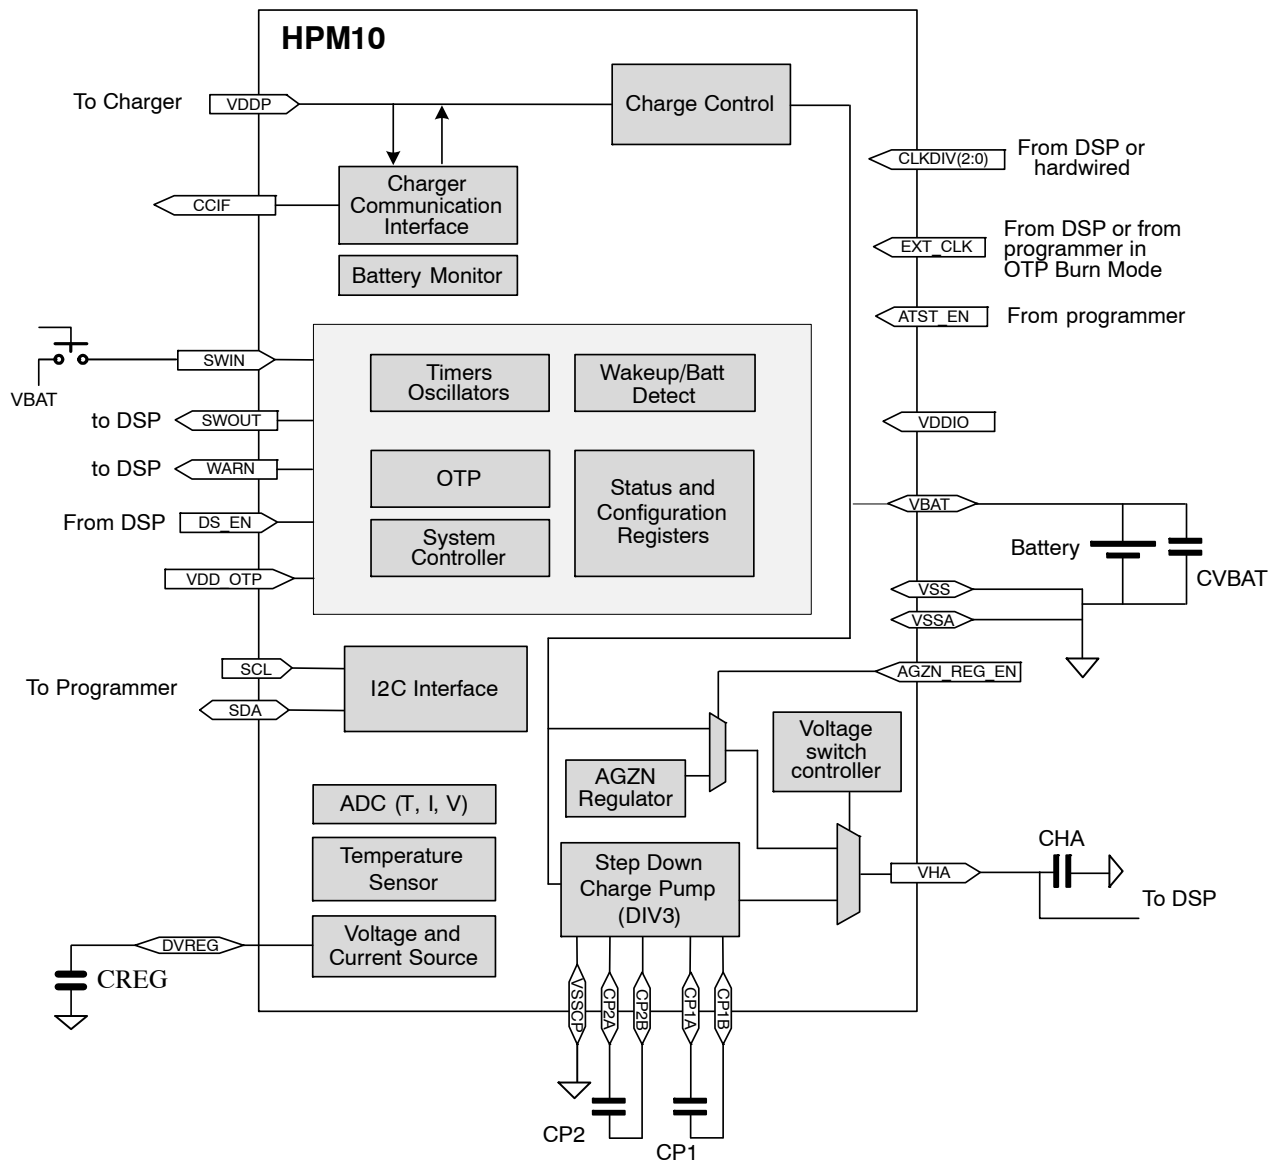 HPM10
To Charger
VDDP
Charge Control
CCIF
Charger
Communication
Interface
Battery Monitor
CLKDIV(2:0)
From DSP or
hardwired
EXT_CLK
From DSP or from
programmer in
OTP Burn Mode
ATST_EN
From programmer
VBAT
SWIN
to DSP
SWOUT
to DSP
WARN
From DSP
DS_EN
VDD_OTP
Timers
Oscillators
Wakeup/Batt
Detect
OTP
System
Controller
Status and
Configuration
Registers
VDDIO
VBAT
Battery
CVBAT
VSS
VSSA
AGZN_REG_EN
To Programmer
SCL
SDA
I2C Interface
ADC (T, I, V)
Temperature
Sensor
Voltage and
Current Source
DVREG
CREG
AGZN
Regulator
Voltage
switch
controller
Step Down
Charge Pump
(DIV3)
VHA
CHA
To DSP
VSSCP
CP2A
CP2B
CP1A
CP1B
CP2
CP1